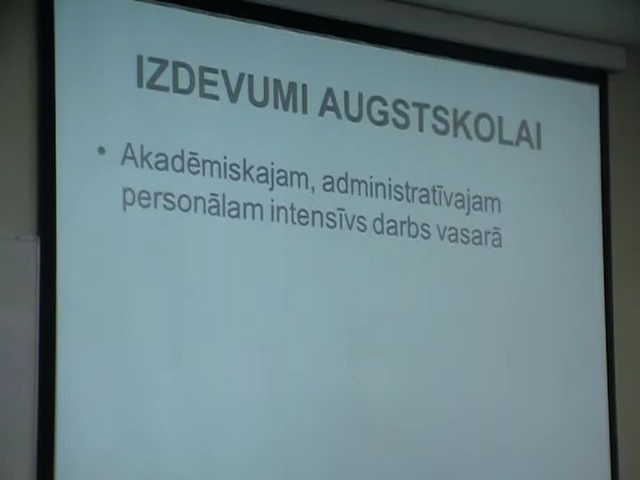 IZDEVUMI AUGSTSKOLAI
• Akadēmiskajam, administratīvajam
personālam intensīvs darbs vasarā